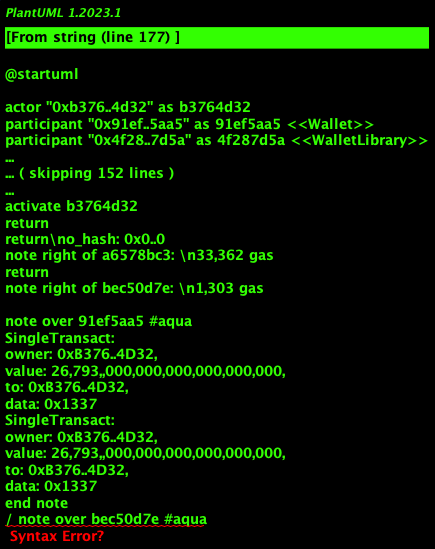 PlantUML 1.2023.1
[From string (line 177) ]
@startuml
actor "0xb376..4d32" as b3764d32
participant "0x91ef..5aa5" as 91ef5aa5 <<Wallet>>
participant "0x4f28..7d5a" as 4f287d5a <<WalletLibrary>>
...
... ( skipping 152 lines )
...
activate b3764d32
return
return\no_hash: 0x0..0
note right of a6578bc3: \n33,362 gas
return
note right of bec50d7e: \n1,303 gas
note over 91ef5aa5 #aqua
SingleTransact:
owner: 0xB376..4D32,
value: 26,793,,000,000,000,000,000,000,
to: 0xB376..4D32,
data: 0x1337
SingleTransact:
owner: 0xB376..4D32,
value: 26,793,,000,000,000,000,000,000,
to: 0xB376..4D32,
data: 0x1337
end note
/ note over bec50d7e #aqua
Syntax Error?